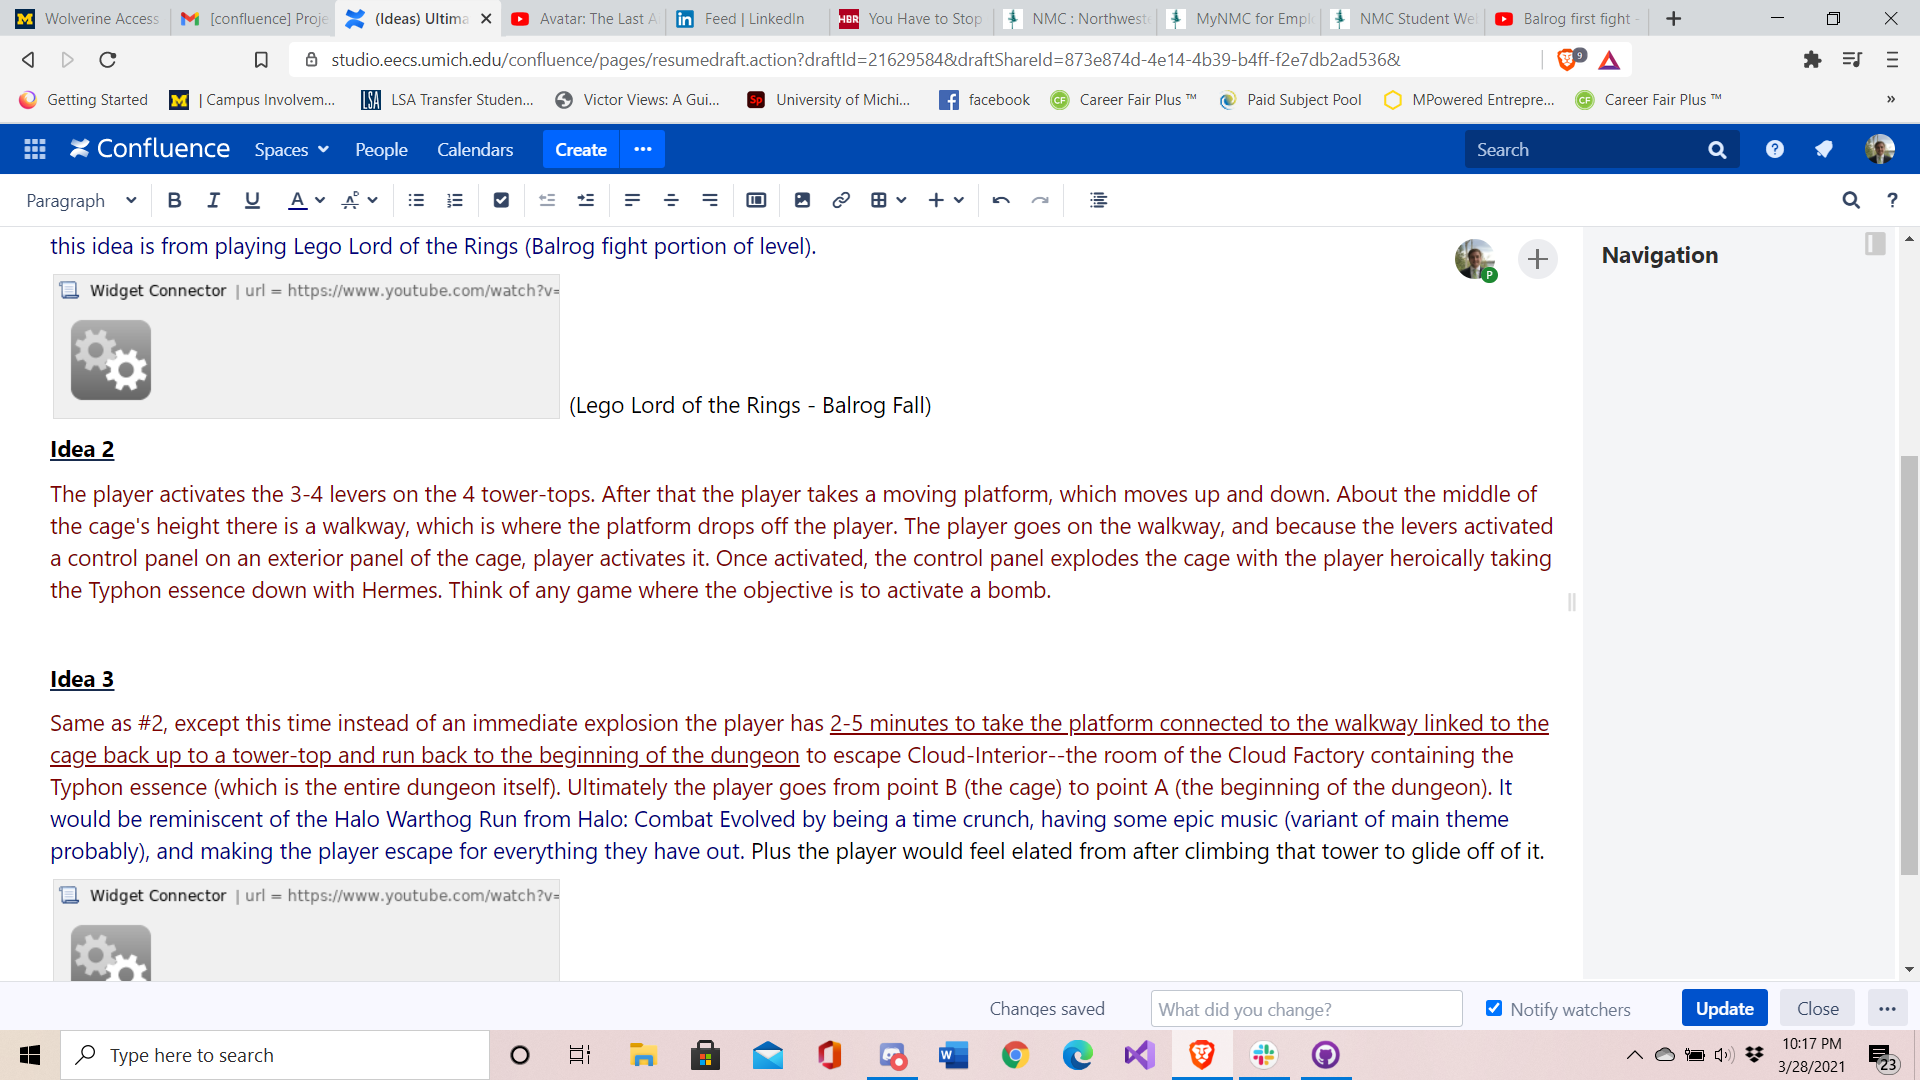 Wolverine Access
[confluence] Proje
(Ideas) Ultima
Avatar: The Last A
Feed | LinkedIn
HBR
You Have to Stop
NMC : Northweste
MyNMC for Emplo
NMC Student We
Balrog first fight -
studio.eecs.umich.edu/confluence/pages/resumedraft.action?draftId=21629584&draftShareId=873e874d-4e14-4b39-b4ff-f2e7db2ad536&
9
Getting Started
| Campus Involvem...
LSA
LSA Transfer Studen...
Victor Views: A Gui...
Sp
University of Michi...
facebook
CF
Career Fair Plus ™
Paid Subject Pool
MPowered Entrepre...
CF
Career Fair Plus ™
»
Confluence
Spaces
People
Calendars
Create
Search
Paragraph
B I U A
this idea is from playing Lego Lord of the Rings (Balrog fight portion of level).
Widget Connector | url = https://www.youtube.com/watch?v=
(Lego Lord of the Rings - Balrog Fall)
P
Navigation
Idea 2
The player activates the 3-4 levers on the 4 tower-tops. After that the player takes a moving platform, which moves up and down. About the middle of
the cage's height there is a walkway, which is where the platform drops off the player. The player goes on the walkway, and because the levers activated
a control panel on an exterior panel of the cage, player activates it. Once activated, the control panel explodes the cage with the player heroically taking
the Typhon essence down with Hermes. Think of any game where the objective is to activate a bomb.
Idea 3
Same as #2, except this time instead of an immediate explosion the player has 2-5 minutes to take the platform connected to the walkway linked to the
cage back up to a tower-top and run back to the beginning of the dungeon to escape Cloud-Interior--the room of the Cloud Factory containing the
Typhon essence (which is the entire dungeon itself). Ultimately the player goes from point B (the cage) to point A (the beginning of the dungeon). It
would be reminiscent of the Halo Warthog Run from Halo: Combat Evolved by being a time crunch, having some epic music (variant of main theme
probably), and making the player escape for everything they have out. Plus the player would feel elated from after climbing that tower to glide off of it.
Widget Connector | url = https://www.youtube.com/watch?v=
Changes saved
What did you change?
Notify watchers
Update
Close
Type here to search
10:17 PM
3/28/2021
23